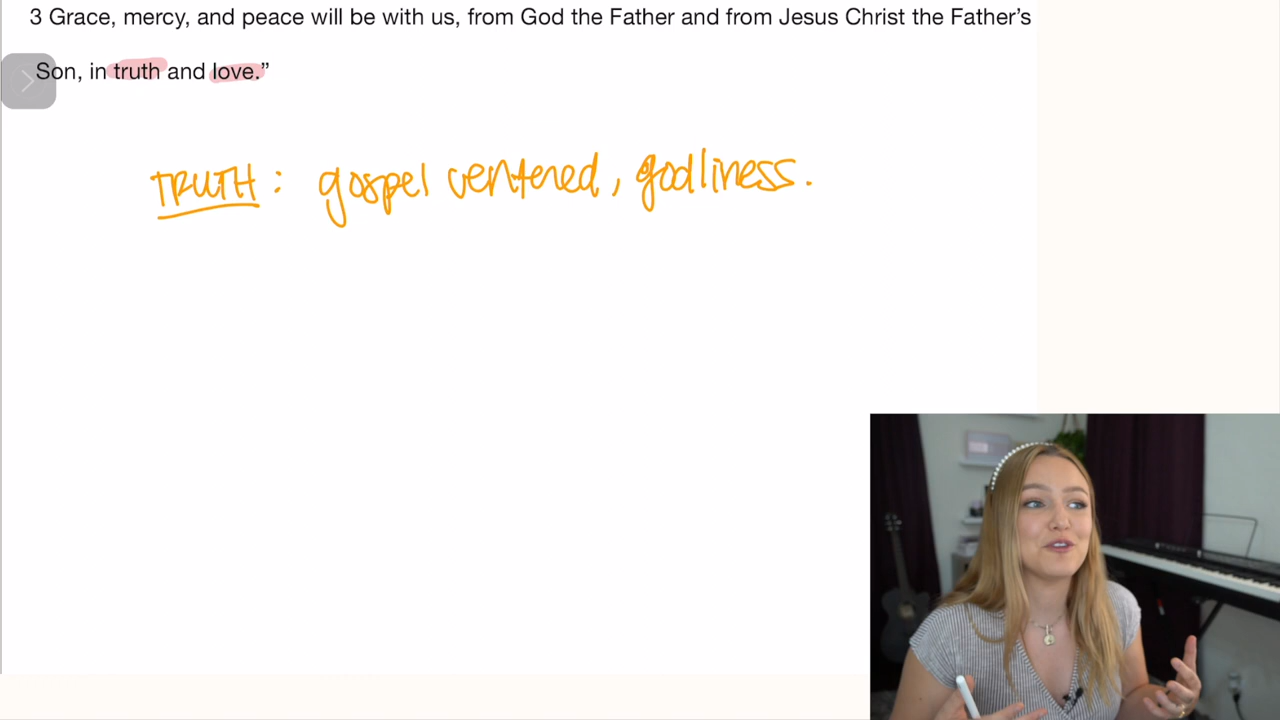 3 Grace, mercy, and peace will be with us, from God the Father and from Jesus Christ the Father’s
Son, in truth and love.”
TRUTH: gospel centered, godliness.